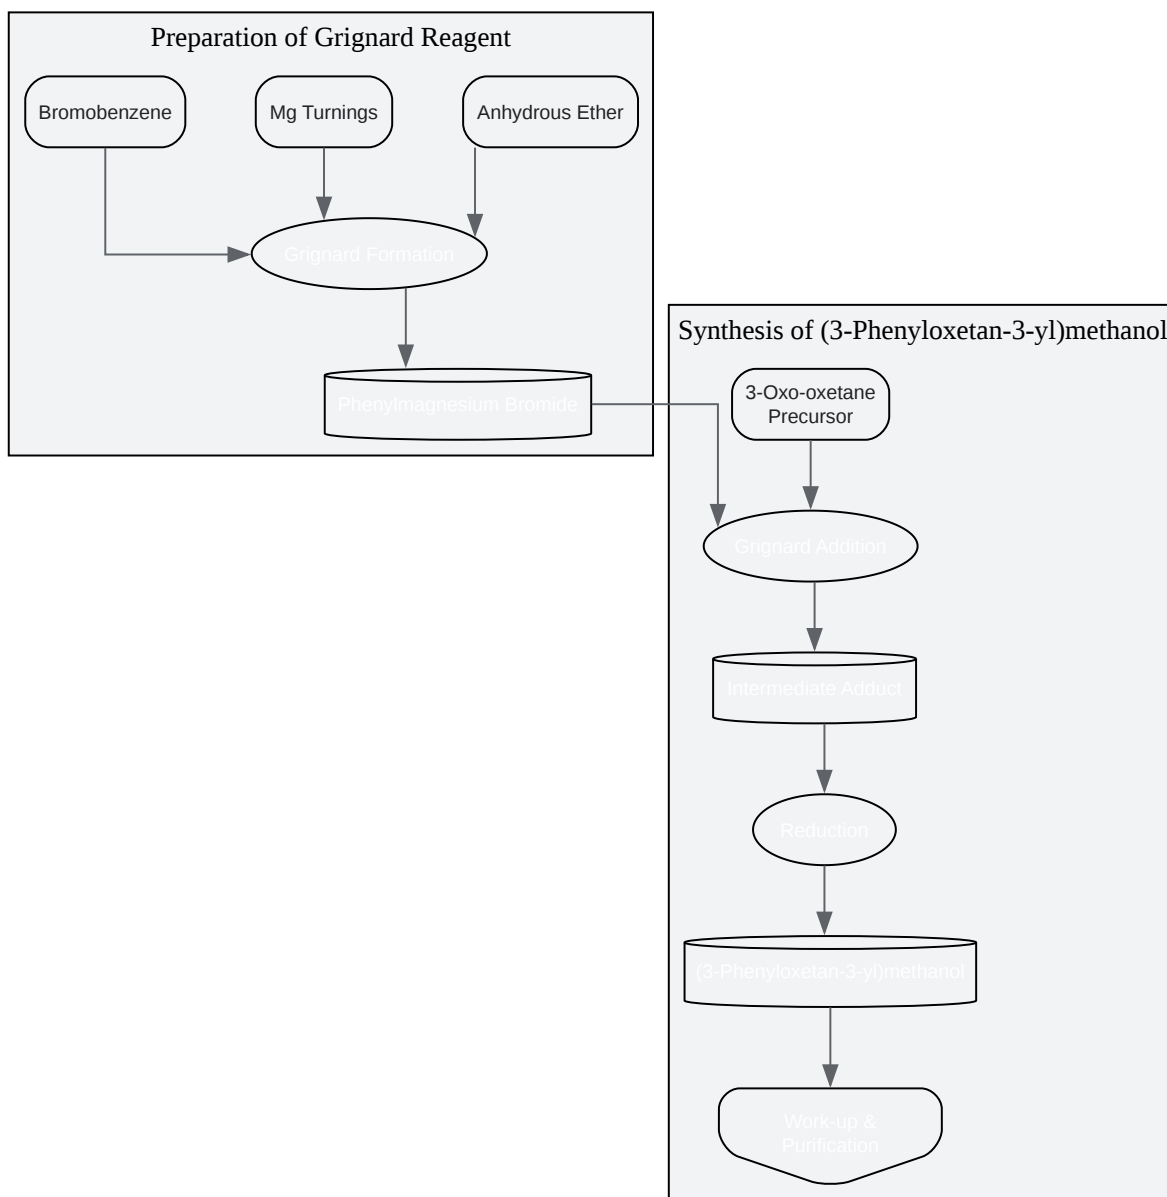 Preparation of Grignard Reagent
Bromobenzene
Mg Turnings
Anhydrous Ether
Grignard Formation
Phenylmagnesium Bromide
Synthesis of (3-Phenyloxetan-3-yl)methanol
3-Oxo-oxetane
Precursor
Grignard Addition
Intermediate Adduct
Reduction
(3-Phenyloxetan-3-yl)methanol
Work-up &
Purification